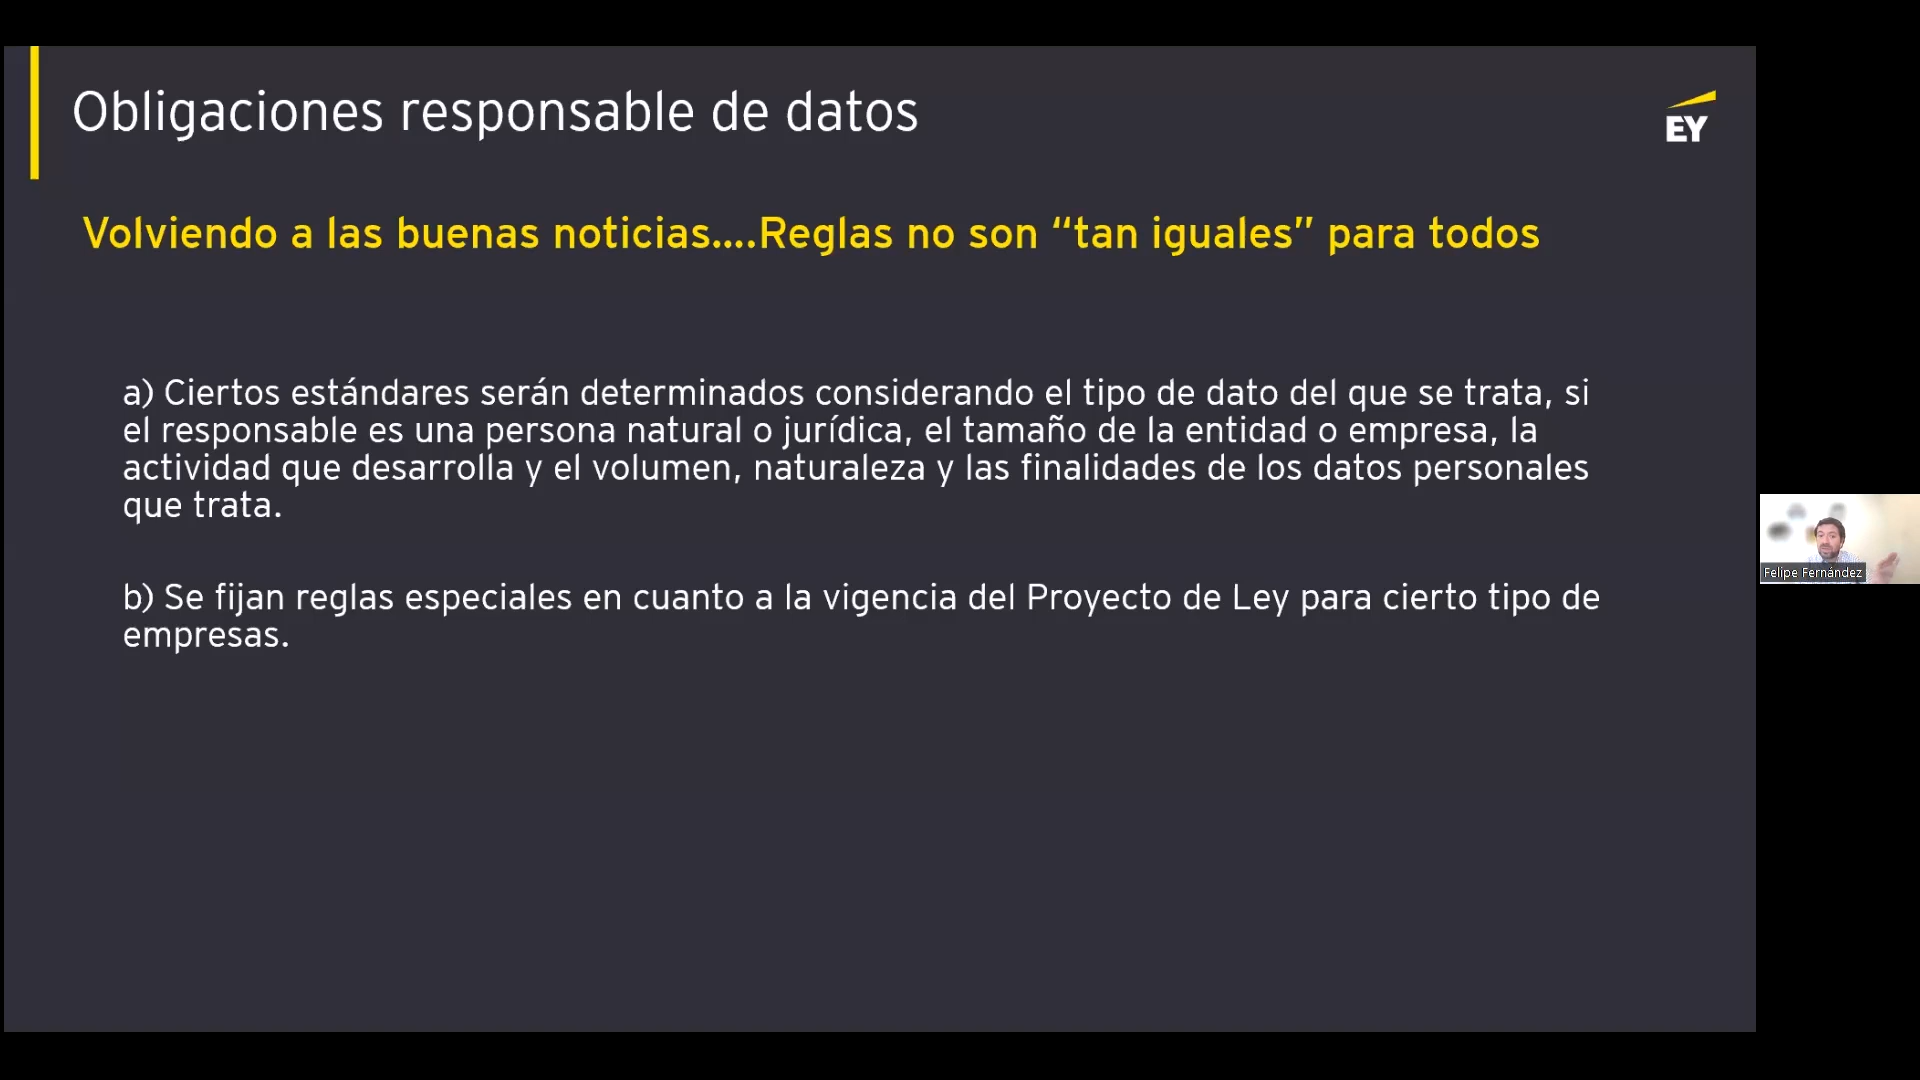 Obligaciones responsable de datos
EY
Volviendo a las buenas noticias....Reglas no son “tan iguales” para todos
a) Ciertos estándares serán determinados considerando el tipo de dato del que se trata, si
el responsable es una persona natural o jurídica, el tamaño de la entidad o empresa, la
actividad que desarrolla y el volumen, naturaleza y las finalidades de los datos personales
que trata.
b) Se fijan reglas especiales en cuanto a la vigencia del Proyecto de Ley para cierto tipo de
empresas.
Felipe Fernández